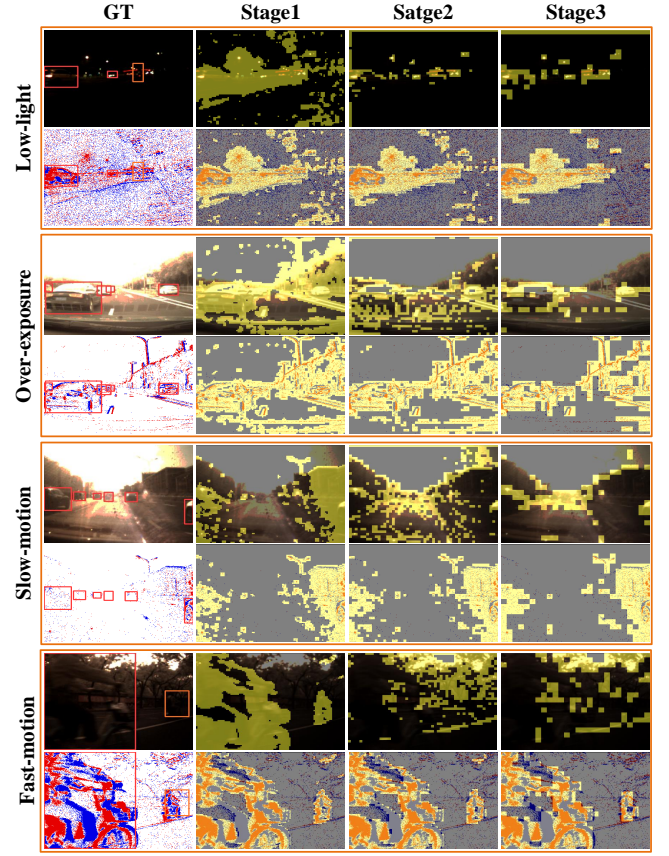 GT Stage1 Satge2 Stage3
Low-light
Over-exposure
Slow-motion
Fast-motion